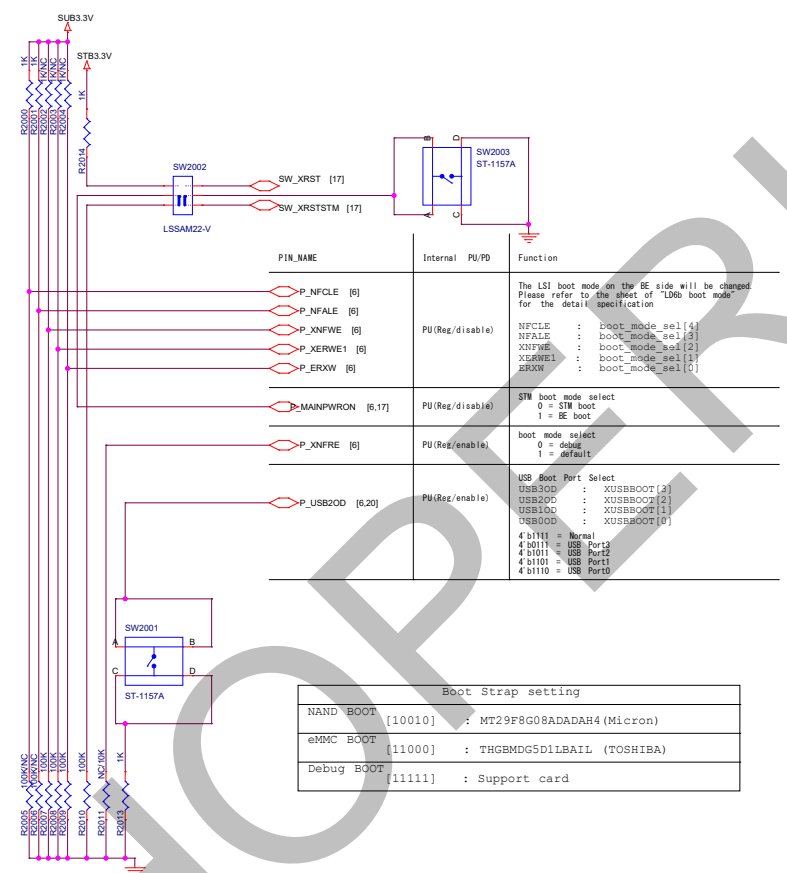 SUB3.3V
STB3.3V
1K
1K
1K/NC
1K/NC
1K/NC
1K
R2000
R2001
R2002
R2003
R2004
R2014
SW2002
LSSAM22-V
SW_XRST [17]
SW_XRSTSTM [17]
B
D
A
C
SW2003
ST-1157A
PIN_NAME
Internal PU/PD
Function
P_NFCLE [6]
P_NFALE [6]
P_XNFWE [6]
P_XERWE1 [6]
P_ERXW [6]
PU(Reg/disable)
The LSI boot mode on the BE side will be changed.
Please refer to the sheet of "LD6b boot mode"
for the detail specification
NFCLE : boot_mode_sel[4]
NFALE : boot_mode_sel[3]
XNFWE : boot_mode_sel[2]
XERWE1 : boot_mode_sel[1]
ERXW : boot_mode_sel[0]
P_MAINPWRON [6,17]
PU(Reg/disable)
STM boot mode select
0 = STM boot
1 = BE boot
P_XNFRE [6]
PU(Reg/enable)
boot mode select
0 = debug
1 = default
P_USB2OD [6,20]
PU(Reg/enable)
USB Boot Port Select
USB3OD : XUSBBOOT[3]
USB2OD : XUSBBOOT[2]
USB1OD : XUSBBOOT[1]
USB0OD : XUSBBOOT[0]
4'b1111 = Normal
4'b0111 = USB Port3
4'b1011 = USB Port2
4'b1101 = USB Port1
4'b1110 = USB Port0
SW2001
A
B
C
D
ST-1157A
Boot Strap setting
NAND BOOT
[10010] : MT29F8G08ADADAH4(Micron)
eMMC BOOT
[11000] : THGBMDG5D1LBAIL (TOSHIBA)
Debug BOOT
[11111] : Support card
100K/NC
100K/NC
100K
100K
100K
100K
NC/10K
1K
R2005
R2006
R2007
R2008
R2009
R2010
R2011
R2013